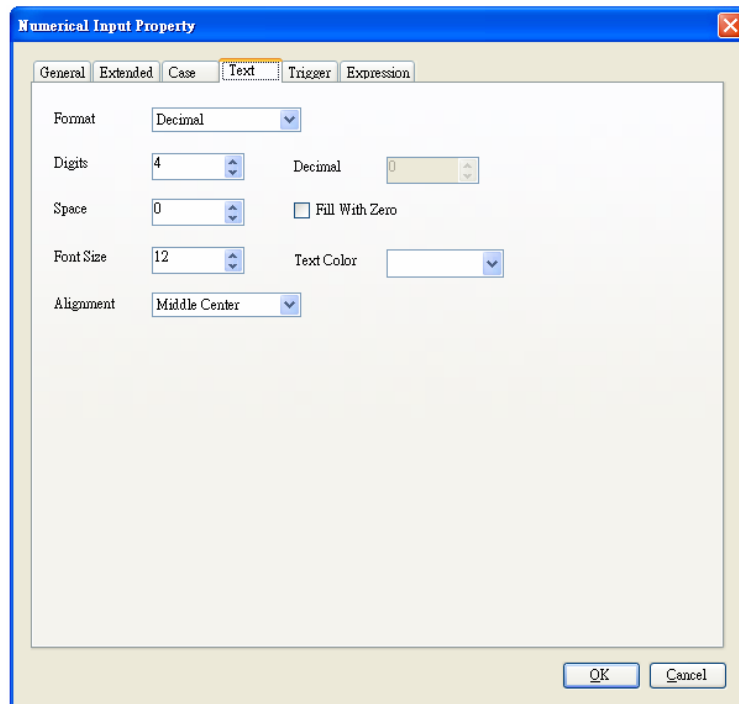 Numerical Input Property
General Extended Case Text Trigger Expression
Format Decimal
Digits 4 Decimal 0
Space 0 Fill With Zero
Font Size 12 Text Color
Alignment Middle Center
OK Cancel